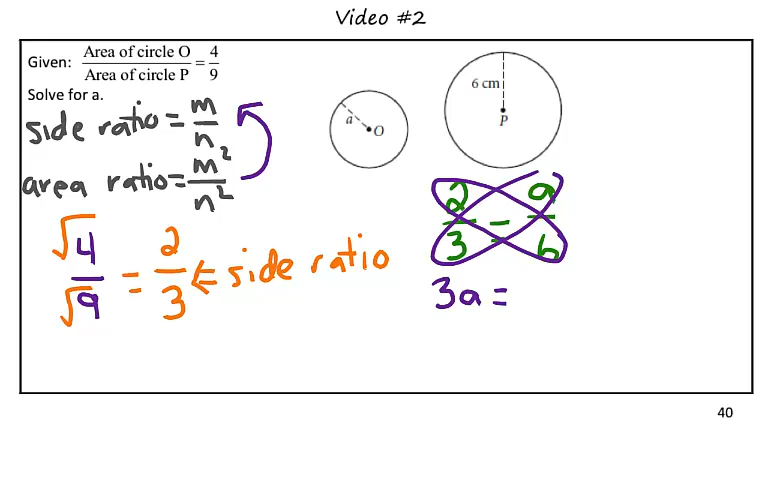 Video #2
Given: Area of circle O / Area of circle P = 4/9
Solve for a.
side ratio = m/n
area ratio = m²/n²
√4/√9 = 2/3 ← side ratio
a
O
6 cm
P
2/3 = a/6
3a =
40